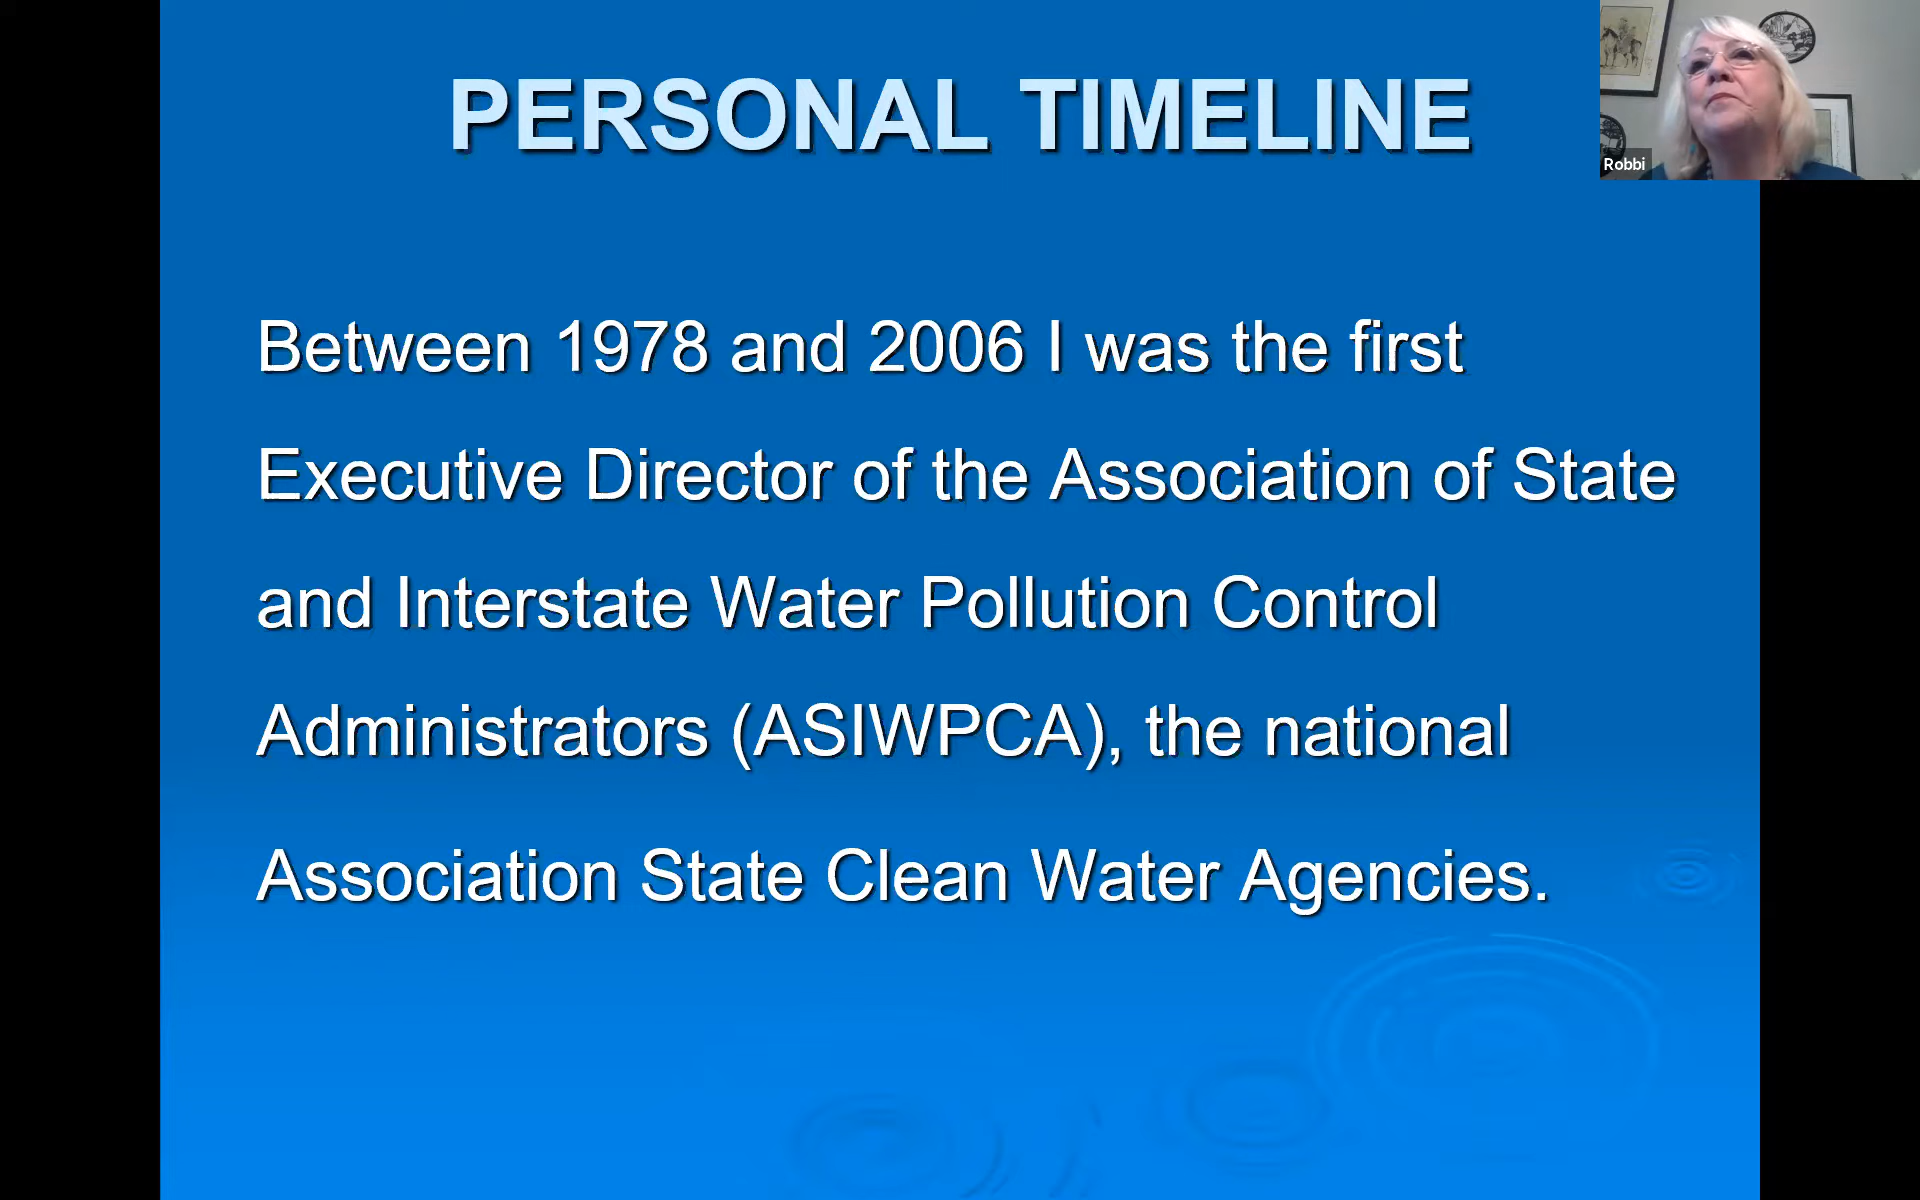 PERSONAL TIMELINE
Robbi
Between 1978 and 2006 I was the first
Executive Director of the Association of State
and Interstate Water Pollution Control
Administrators (ASIWPCA), the national
Association State Clean Water Agencies.